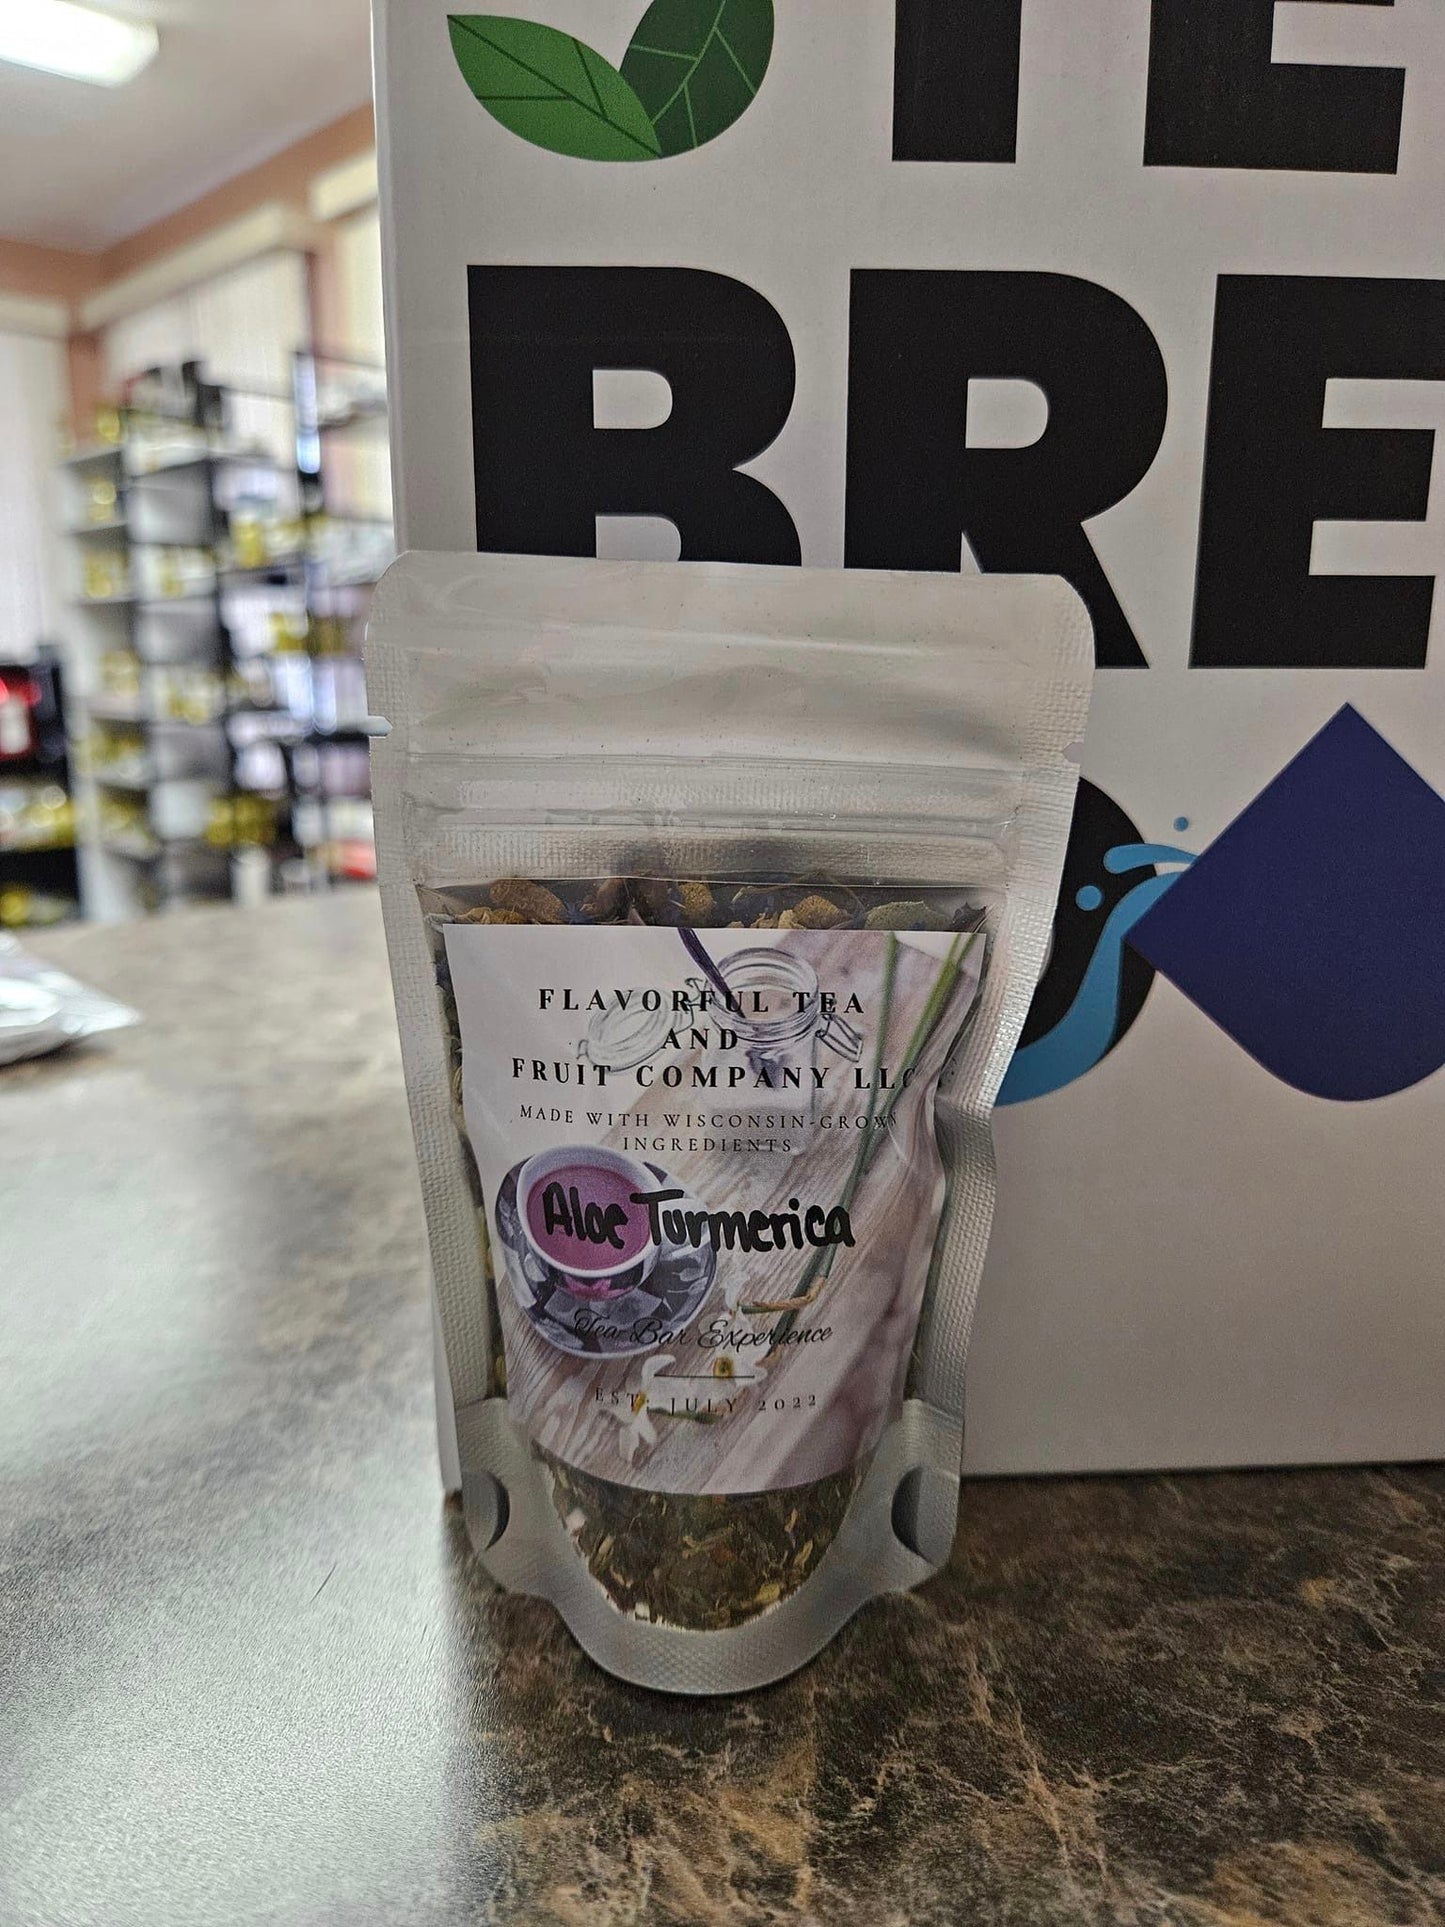 TE
BRE
FLAVORFUL TEA
AND
FRUIT COMPANY LLC
MADE WITH WISCONSIN-GROWN
INGREDIENTS
Aloe Turmerica
Tea Bar Experience
EST: JULY 2022